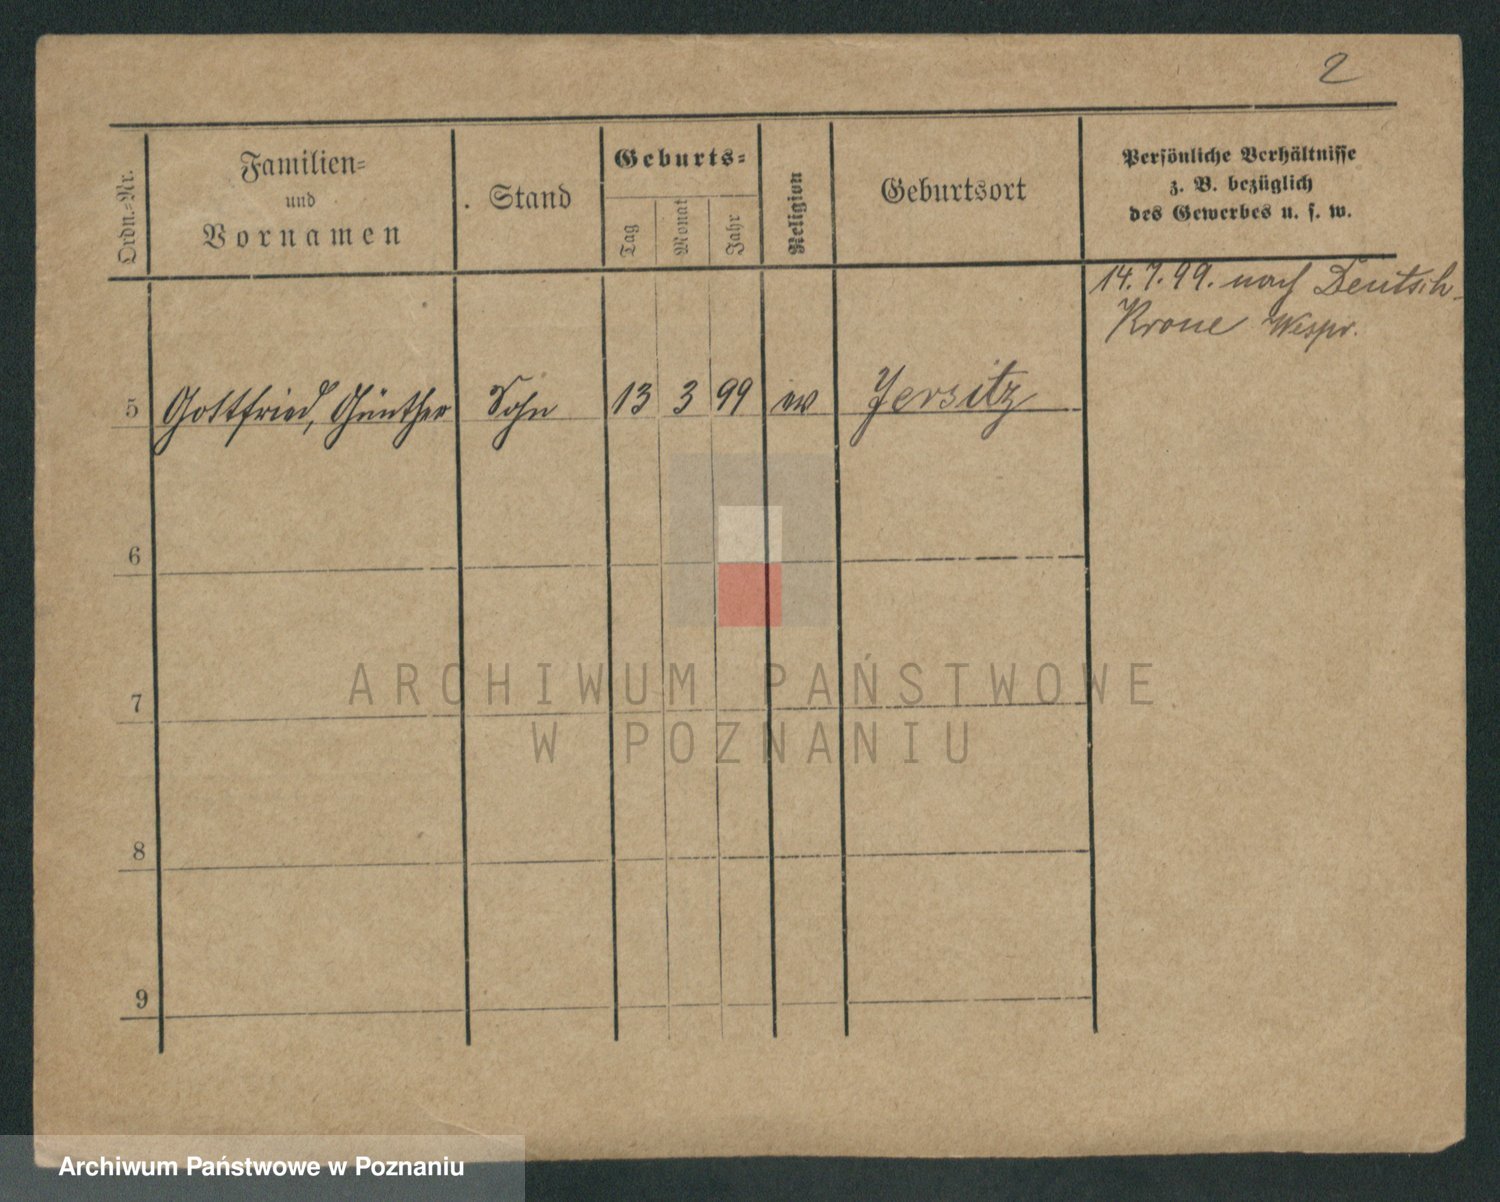 2
Ordn.-Nr.
Familien-
und
Vornamen
Stand
Geburts-
Tag
Monat
Jahr
Religion
Geburtsort
Persönliche Verhältnisse
z. B. bezüglich
des Gewerbes u. s. w.
14. 7. 99. nach Deutsch-
Krone Wespr.
5 Gottfried, Günther Sohn 13 3 99 ev Jersitz
6
7
8
9
ARCHIWUM PAŃSTWOWE
W POZNANIU
Archiwum Państwowe w Poznaniu